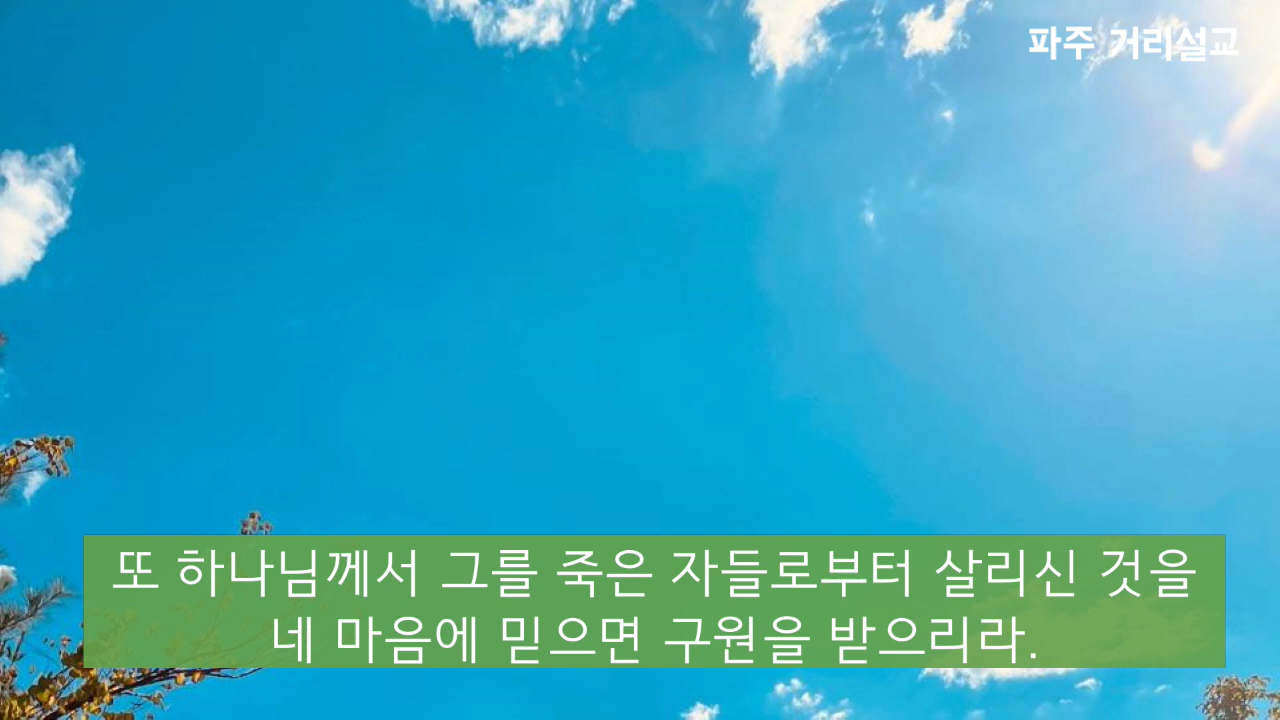 파주 거리설교
또 하나님께서 그를 죽은 자들로부터 살리신 것을
네 마음에 믿으면 구원을 받으리라.